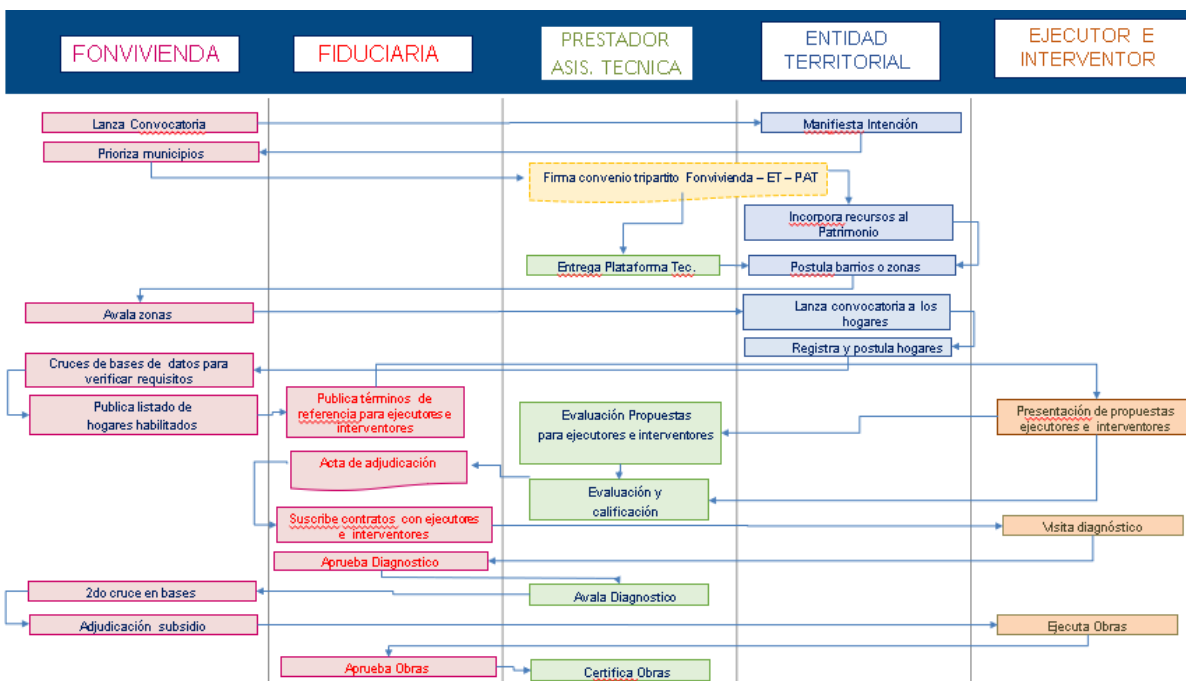 FONVIVIENDA
FIDUCIARIA
PRESTADOR
ASIS. TECNICA
ENTIDAD
TERRITORIAL
EJECUTOR E
INTERVENTOR
Lanza Convocatoria
Manifiesta Intención
Prioriza municipios
Firma convenio tripartito Fonvivienda – ET – PAT
Incorpora recursos al
Patrimonio
Entrega Plataforma Tec.
Postula barrios o zonas
Avala zonas
Lanza convocatoria a los
hogares
Registra y postula hogares
Cruces de bases de datos para
verificar requisitos
Publica listado de
hogares habilitados
Publica términos de
referencia para ejecutores e
interventores
Evaluación Propuestas
para ejecutores e interventores
Presentación de propuestas
ejecutores e interventores
Acta de adjudicación
Evaluación y
calificación
Suscribe contratos con ejecutores
e interventores
Visita diagnóstico
Aprueba Diagnostico
2do cruce en bases
Avala Diagnostico
Adjudicación subsidio
Ejecuta Obras
Aprueba Obras
Certifica Obras